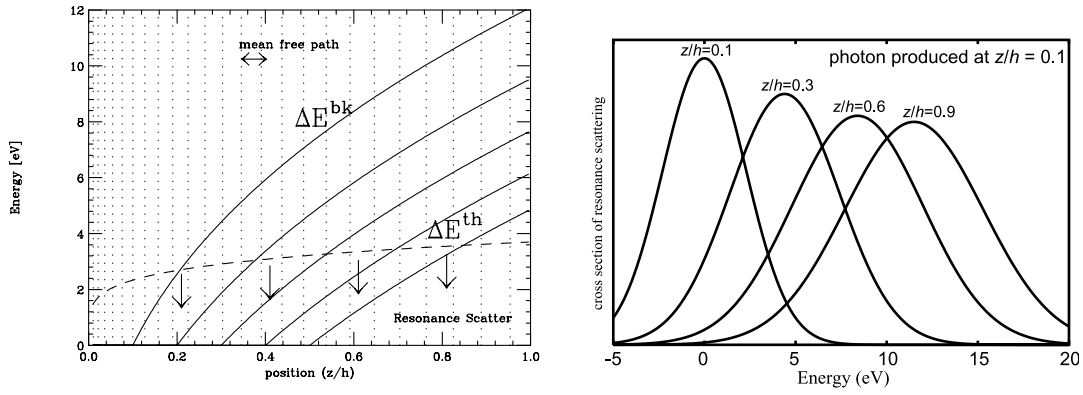 12
10
8
6
4
2
0
Energy [eV]
mean free path
ΔE^bk
ΔE^th
Resonance Scatter
0.0 0.2 0.4 0.6 0.8 1.0
position (z/h)
photon produced at z/h = 0.1
z/h=0.1
z/h=0.3
z/h=0.6
z/h=0.9
cross section of resonance scattering
-5 0 5 10 15 20
Energy (eV)